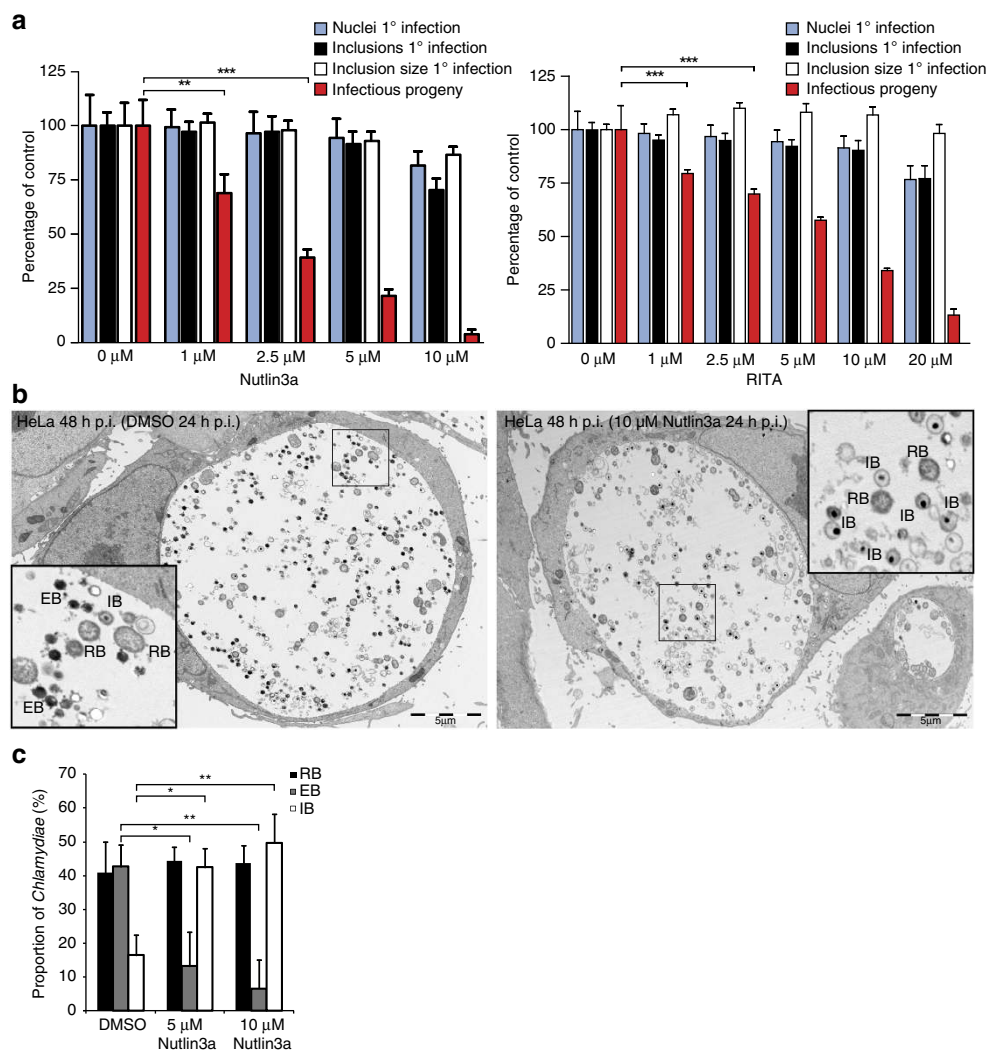 a
Nuclei 1° infection
Inclusions 1° infection
Inclusion size 1° infection
Infectious progeny
***
**
125
100
75
50
25
0
Percentage of control
0 µM 1 µM 2.5 µM 5 µM 10 µM
Nutlin3a
Nuclei 1° infection
Inclusions 1° infection
Inclusion size 1° infection
Infectious progeny
***
***
125
100
75
50
25
0
Percentage of control
0 µM 1 µM 2.5 µM 5 µM 10 µM 20 µM
RITA
b
HeLa 48 h p.i. (DMSO 24 h p.i.)
EB
IB
RB
RB
EB
5µm
HeLa 48 h p.i. (10 µM Nutlin3a 24 h p.i.)
RB
IB
RB
IB
IB
IB
IB
5µm
c
RB
EB
IB
**
*
**
*
70
60
50
40
30
20
10
0
Proportion of Chlamydiae (%)
DMSO 5 µM 10 µM
Nutlin3a Nutlin3a